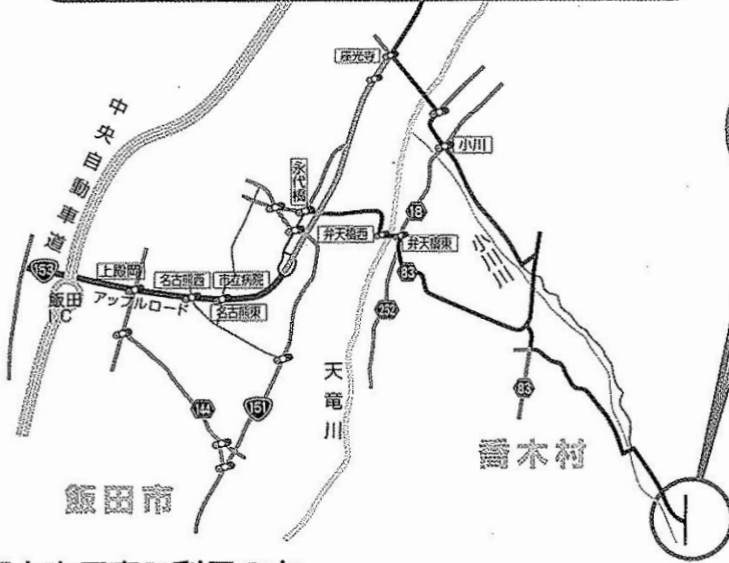 座光寺
中央自動車道
小川
永代橋
18
弁天橋西
弁天橋東
小川川
153
上殿岡
名古熊西
市立病院
83
飯田IC
アップルロード
名古熊東
252
天竜川
83
144
151
喬木村
飯田市